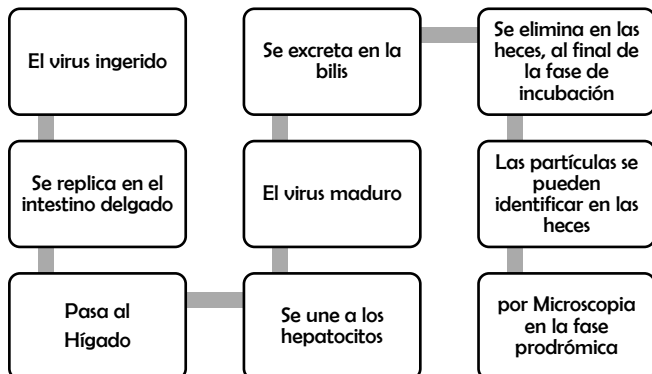 El virus ingerido
Se replica en el
intestino delgado
Pasa al
Hígado
Se une a los
hepatocitos
El virus maduro
Se excreta en la
bilis
Se elimina en las
heces, al final de
la fase de
incubación
Las partículas se
pueden
identificar en las
heces
por Microscopia
en la fase
prodrómica